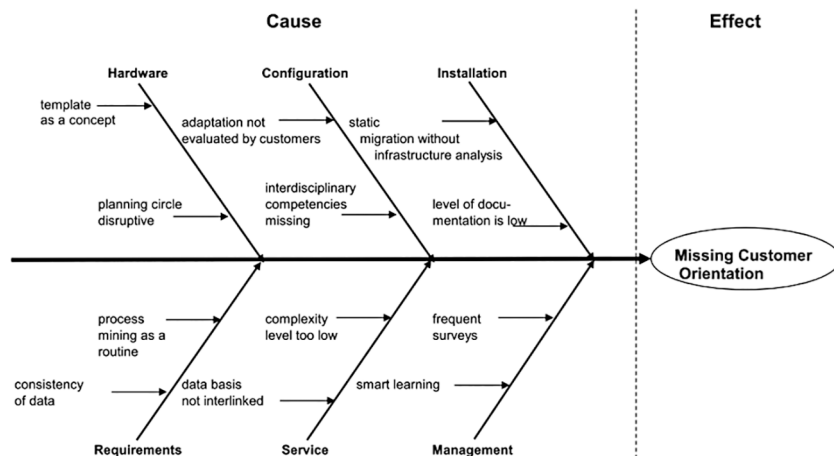 Cause
Effect
Hardware
Configuration
Installation
template
as a concept
adaptation not
evaluated by customers
static
migration without
infrastructure analysis
planning circle
disruptive
interdisciplinary
competencies
missing
level of docu-
mentation is low
Missing Customer
Orientation
process
mining as a
routine
complexity
level too low
frequent
surveys
consistency
of data
data basis
not interlinked
smart learning
Requirements
Service
Management